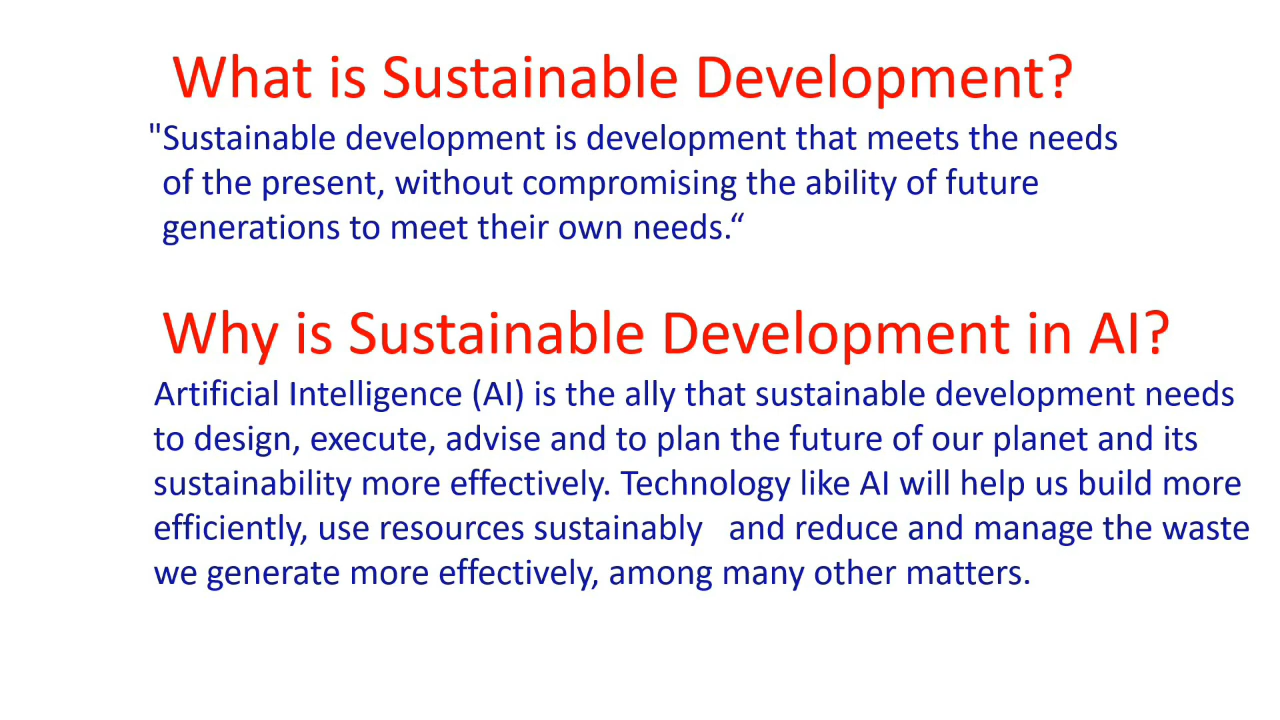 What is Sustainable Development?
"Sustainable development is development that meets the needs
of the present, without compromising the ability of future
generations to meet their own needs.“
Why is Sustainable Development in AI?
Artificial Intelligence (AI) is the ally that sustainable development needs
to design, execute, advise and to plan the future of our planet and its
sustainability more effectively. Technology like AI will help us build more
efficiently, use resources sustainably   and reduce and manage the waste
we generate more effectively, among many other matters.